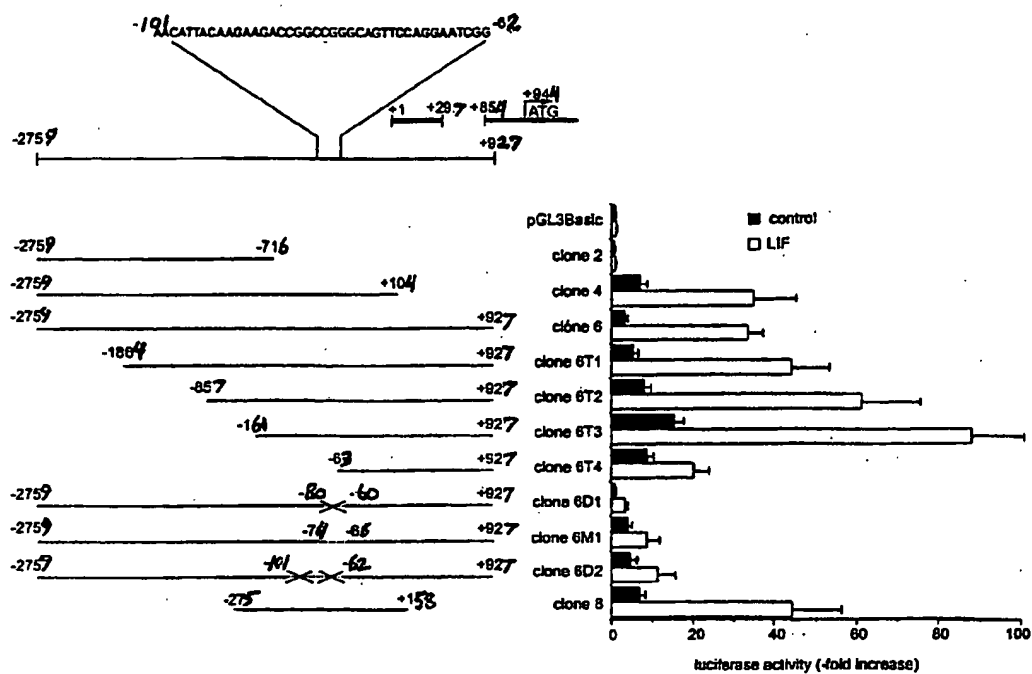 -101 AACATTACAAGAAGACCGGCCGGGCAGTTCCAGGAATCGG -62
+1 +297 +854 +944
ATG
-2759 +927
pGL3Basic
control
LIF
-2759 -716 clone 2
-2759 +104 clone 4
-2759 +927 clone 6
-1884 +927 clone 6T1
-857 +927 clone 6T2
-161 +927 clone 6T3
-63 +927 clone 6T4
-2759 -80 -60 +927 clone 6D1
-2759 -74 -66 +927 clone 6M1
-2759 -101 -62 +927 clone 6D2
-275 +158 clone 8
0 20 40 60 80 100
luciferase activity (-fold increase)